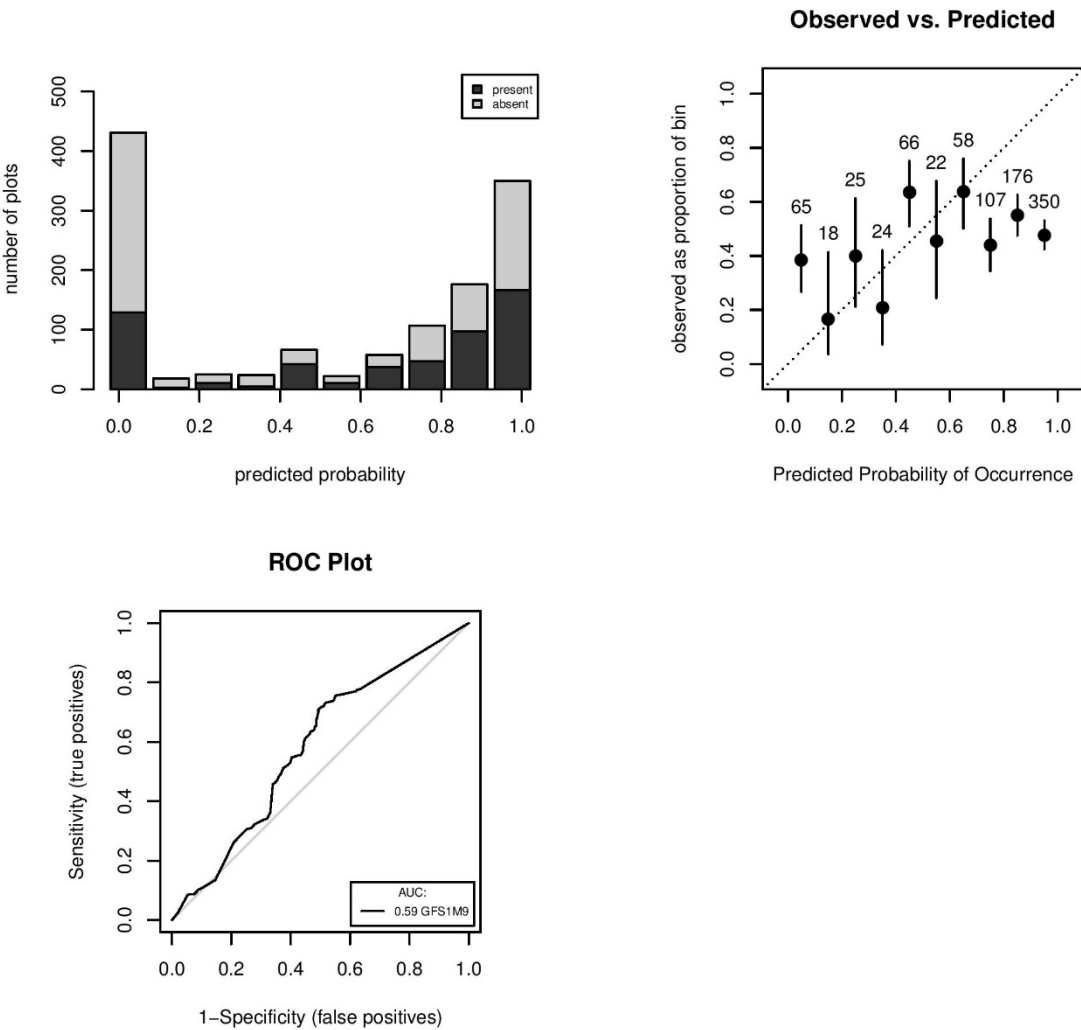 number of plots
500
400
300
200
100
0
present
absent
0.0 0.2 0.4 0.6 0.8 1.0
predicted probability
Observed vs. Predicted
observed as proportion of bin
1.0
0.8
0.6
0.4
0.2
0.0
65 18 25 24 66 22 58 107 176 350
0.0 0.2 0.4 0.6 0.8 1.0
Predicted Probability of Occurrence
ROC Plot
Sensitivity (true positives)
1.0
0.8
0.6
0.4
0.2
0.0
AUC:
0.59 GFS1M9
0.0 0.2 0.4 0.6 0.8 1.0
1−Specificity (false positives)